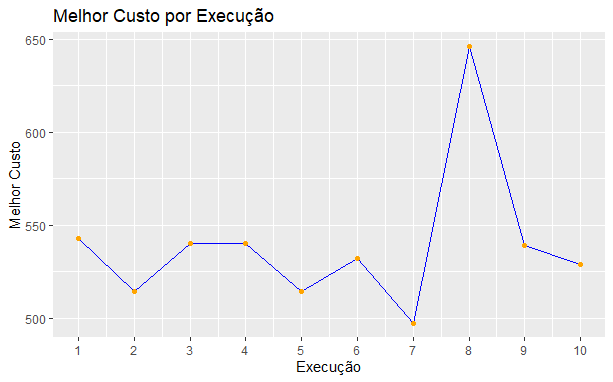 Melhor Custo por Execução
650
600
550
500
Melhor Custo
1 2 3 4 5 6 7 8 9 10
Execução